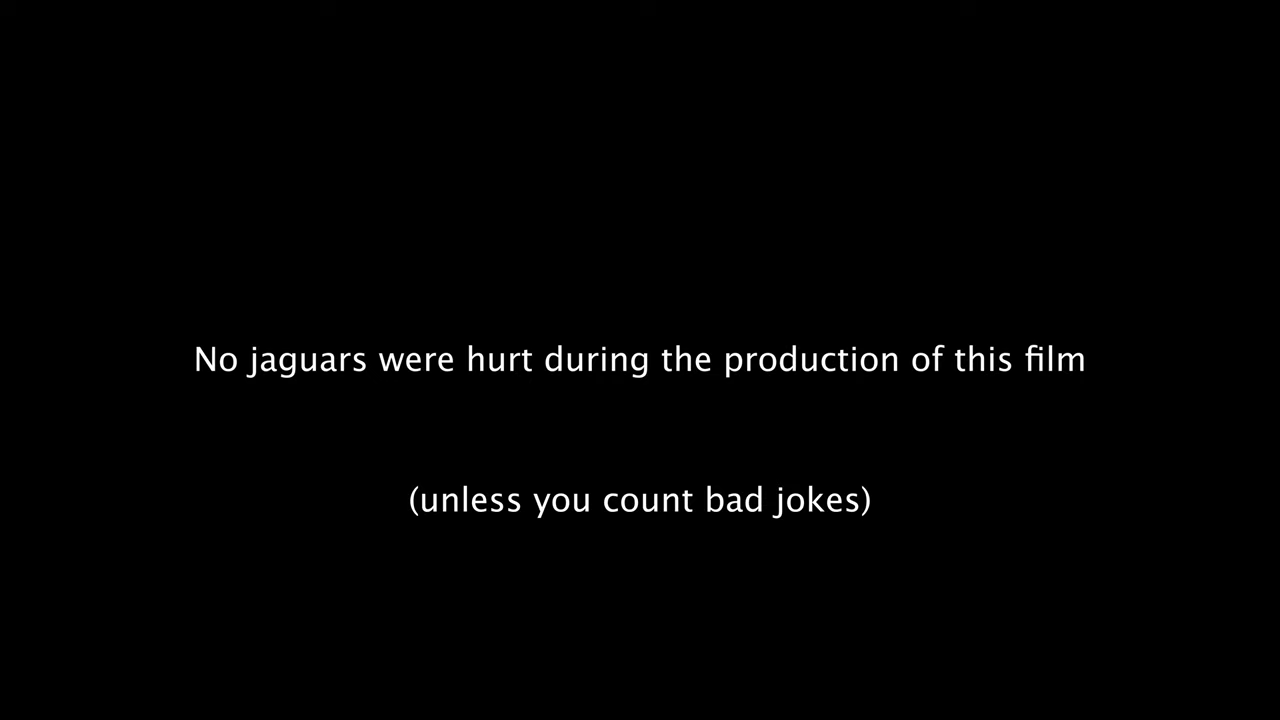 No jaguars were hurt during the production of this film
(unless you count bad jokes)